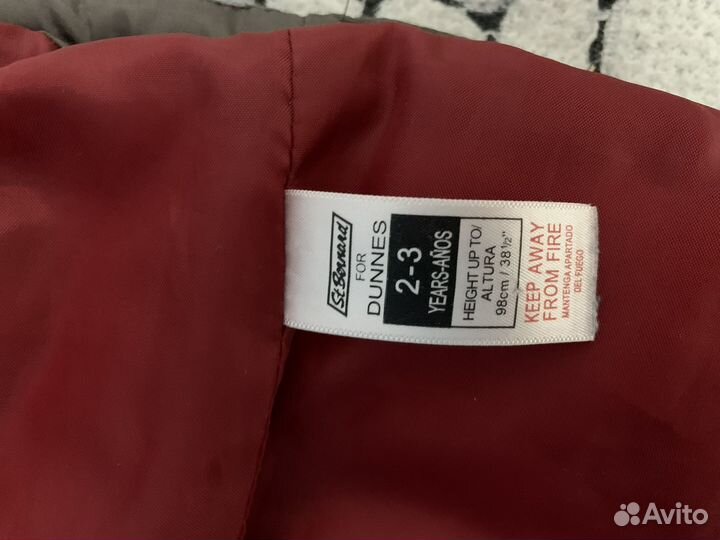 St.Bernard
FOR
DUNNES
2-3
YEARS-AÑOS
HEIGHT UP TO/
ALTURA
98cm / 38½"
KEEP AWAY
FROM FIRE
MANTENGA APARTADO
DEL FUEGO
Avito